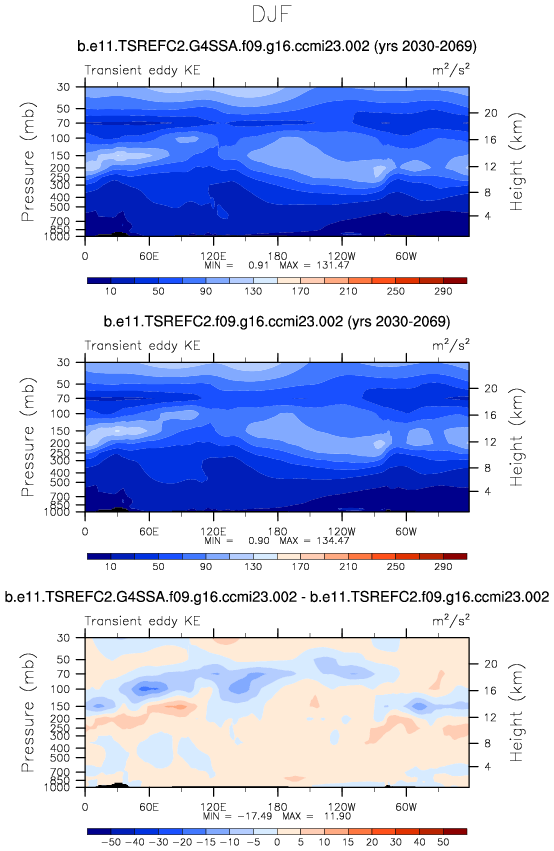 DJF
b.e11.TSREFC2.G4SSA.f09.g16.ccmi23.002 (yrs 2030-2069)
Transient eddy KE m²/s²
Pressure (mb)
30
50
70
100
150
200
250
300
400
500
700
850
1000
20
16
12
8
4
Height (km)
0 60E 120E 180 120W 60W
MIN = 0.91 MAX = 131.47
10 50 90 130 170 210 250 290
b.e11.TSREFC2.f09.g16.ccmi23.002 (yrs 2030-2069)
Transient eddy KE m²/s²
Pressure (mb)
30
50
70
100
150
200
250
300
400
500
700
850
1000
20
16
12
8
4
Height (km)
0 60E 120E 180 120W 60W
MIN = 0.90 MAX = 134.47
10 50 90 130 170 210 250 290
b.e11.TSREFC2.G4SSA.f09.g16.ccmi23.002 - b.e11.TSREFC2.f09.g16.ccmi23.002
Transient eddy KE m²/s²
Pressure (mb)
30
50
70
100
150
200
250
300
400
500
700
850
1000
20
16
12
8
4
Height (km)
0 60E 120E 180 120W 60W
MIN = −17.49 MAX = 11.90
−50 −40 −30 −20 −15 −10 −5 0 5 10 15 20 30 40 50